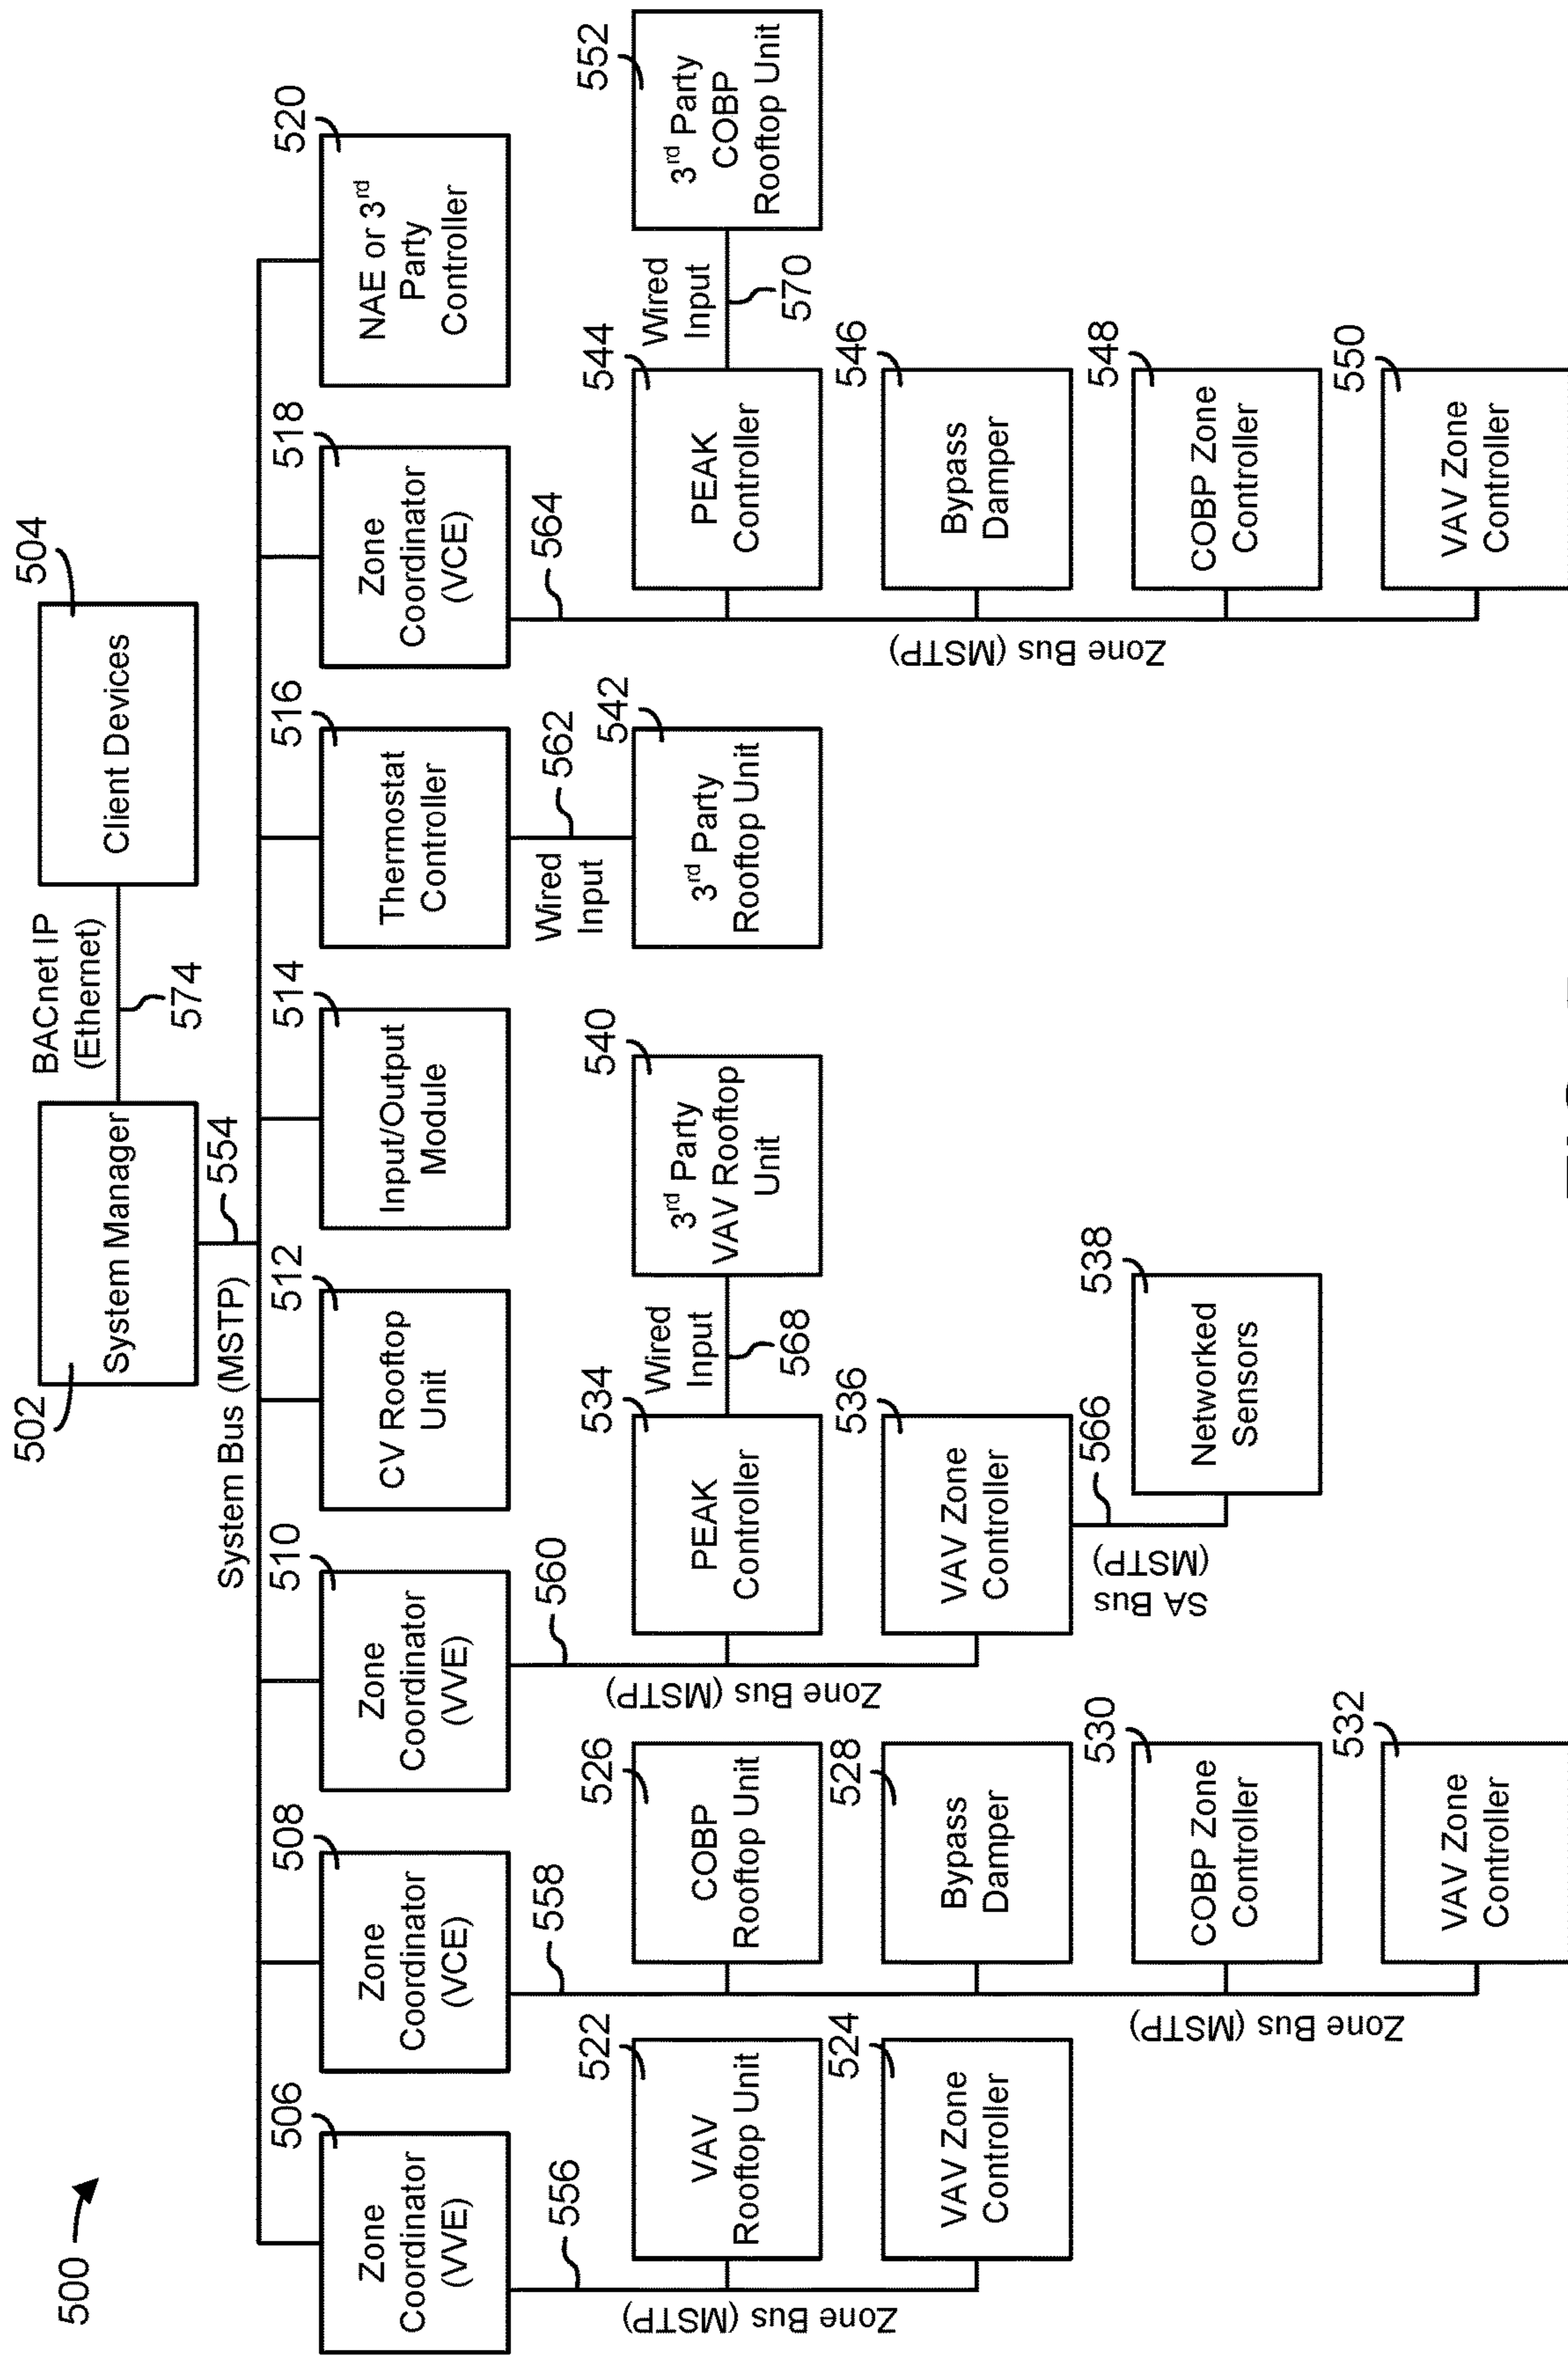 500
502
System Manager
BACnet IP
(Ethernet)
574
504
Client Devices
554
System Bus (MSTP)
506
Zone
Coordinator
(VVE)
508
Zone
Coordinator
(VCE)
510
Zone
Coordinator
(VVE)
512
CV Rooftop
Unit
514
Input/Output
Module
516
Thermostat
Controller
518
Zone
Coordinator
(VCE)
520
NAE or 3rd
Party
Controller
556
Zone Bus (MSTP)
522
VAV
Rooftop Unit
524
VAV Zone
Controller
558
Zone Bus (MSTP)
526
COBP
Rooftop Unit
528
Bypass
Damper
530
COBP Zone
Controller
532
VAV Zone
Controller
560
Zone Bus (MSTP)
534
PEAK
Controller
Wired
Input
568
540
3rd Party
VAV Rooftop
Unit
536
VAV Zone
Controller
566
SA Bus
(MSTP)
538
Networked
Sensors
Wired
Input
562
542
3rd Party
Rooftop Unit
564
Zone Bus (MSTP)
544
PEAK
Controller
Wired
Input
570
552
3rd Party
COBP
Rooftop Unit
546
Bypass
Damper
548
COBP Zone
Controller
550
VAV Zone
Controller